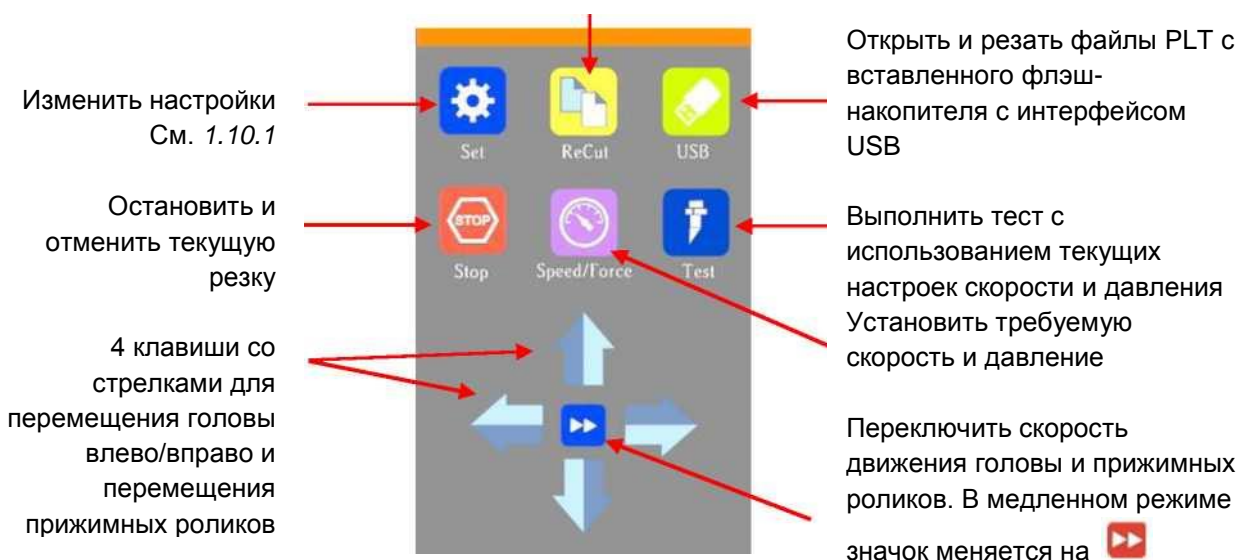 Изменить настройки
См. 1.10.1
Остановить и
отменить текущую
резку
4 клавиши со
стрелками для
перемещения головы
влево/вправо и
перемещения
прижимных роликов
Set
ReCut
USB
STOP
Stop
Speed/Force
Test
Открыть и резать файлы PLT с
вставленного флэш-
накопителя с интерфейсом
USB
Выполнить тест с
использованием текущих
настроек скорости и давления
Установить требуемую
скорость и давление
Переключить скорость
движения головы и прижимных
роликов. В медленном режиме
значок меняется на